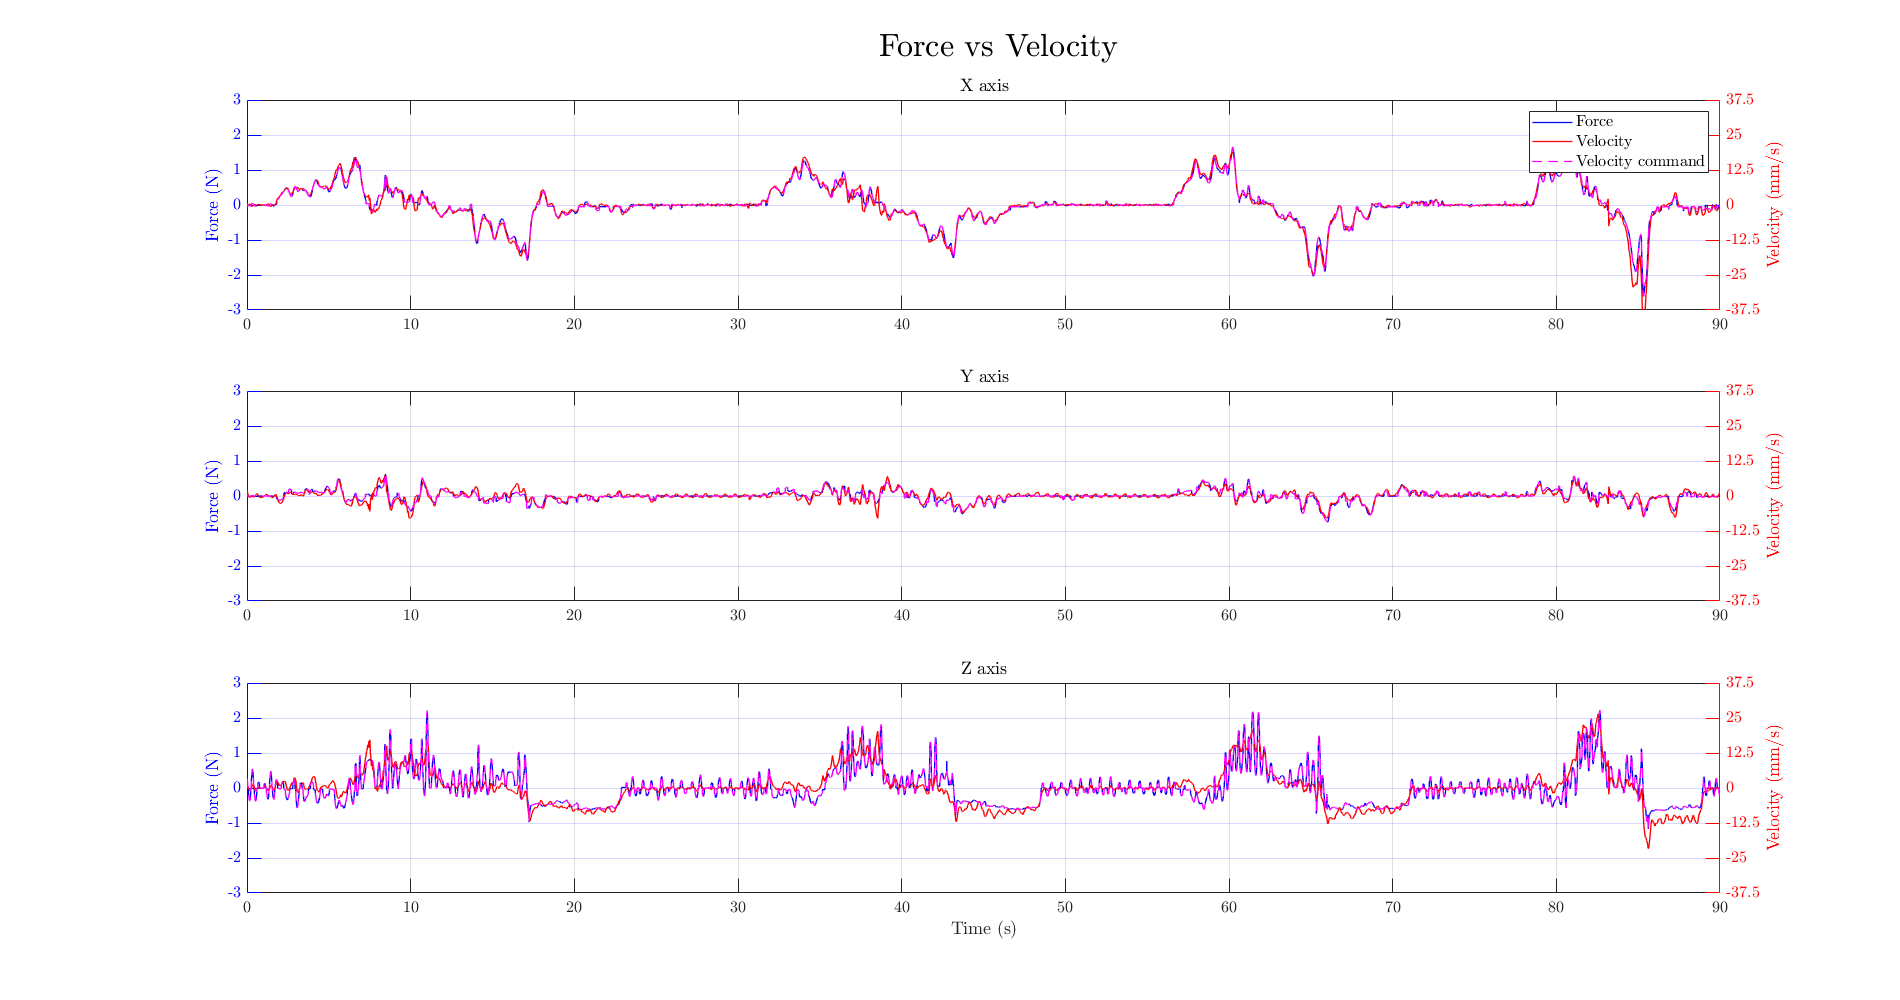 Force vs Velocity
X axis
3
2
1
0
-1
-2
-3
Force (N)
37.5
25
12.5
0
-12.5
-25
-37.5
Velocity (mm/s)
Force
Velocity
Velocity command
0 10 20 30 40 50 60 70 80 90
Y axis
3
2
1
0
-1
-2
-3
Force (N)
37.5
25
12.5
0
-12.5
-25
-37.5
Velocity (mm/s)
0 10 20 30 40 50 60 70 80 90
Z axis
3
2
1
0
-1
-2
-3
Force (N)
37.5
25
12.5
0
-12.5
-25
-37.5
Velocity (mm/s)
0 10 20 30 40 50 60 70 80 90
Time (s)